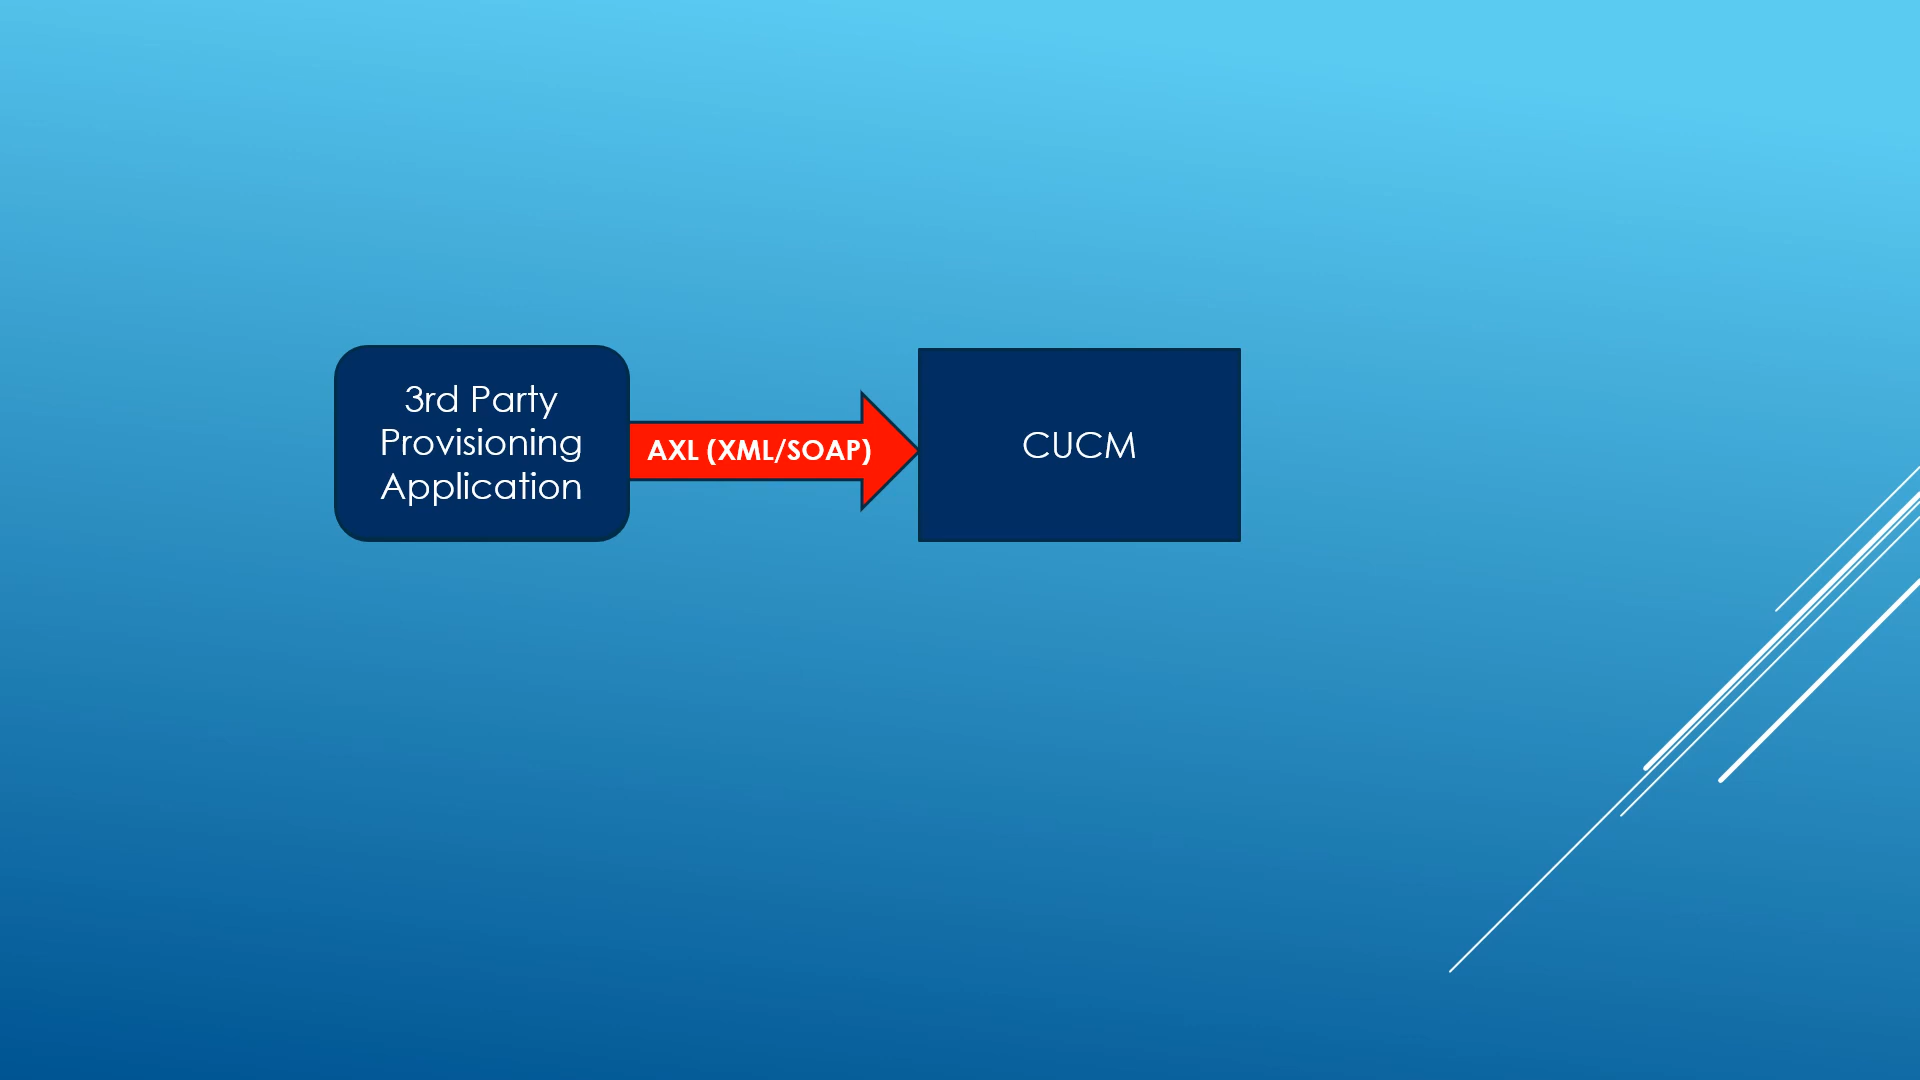 3rd Party
Provisioning
Application
AXL (XML/SOAP)
CUCM